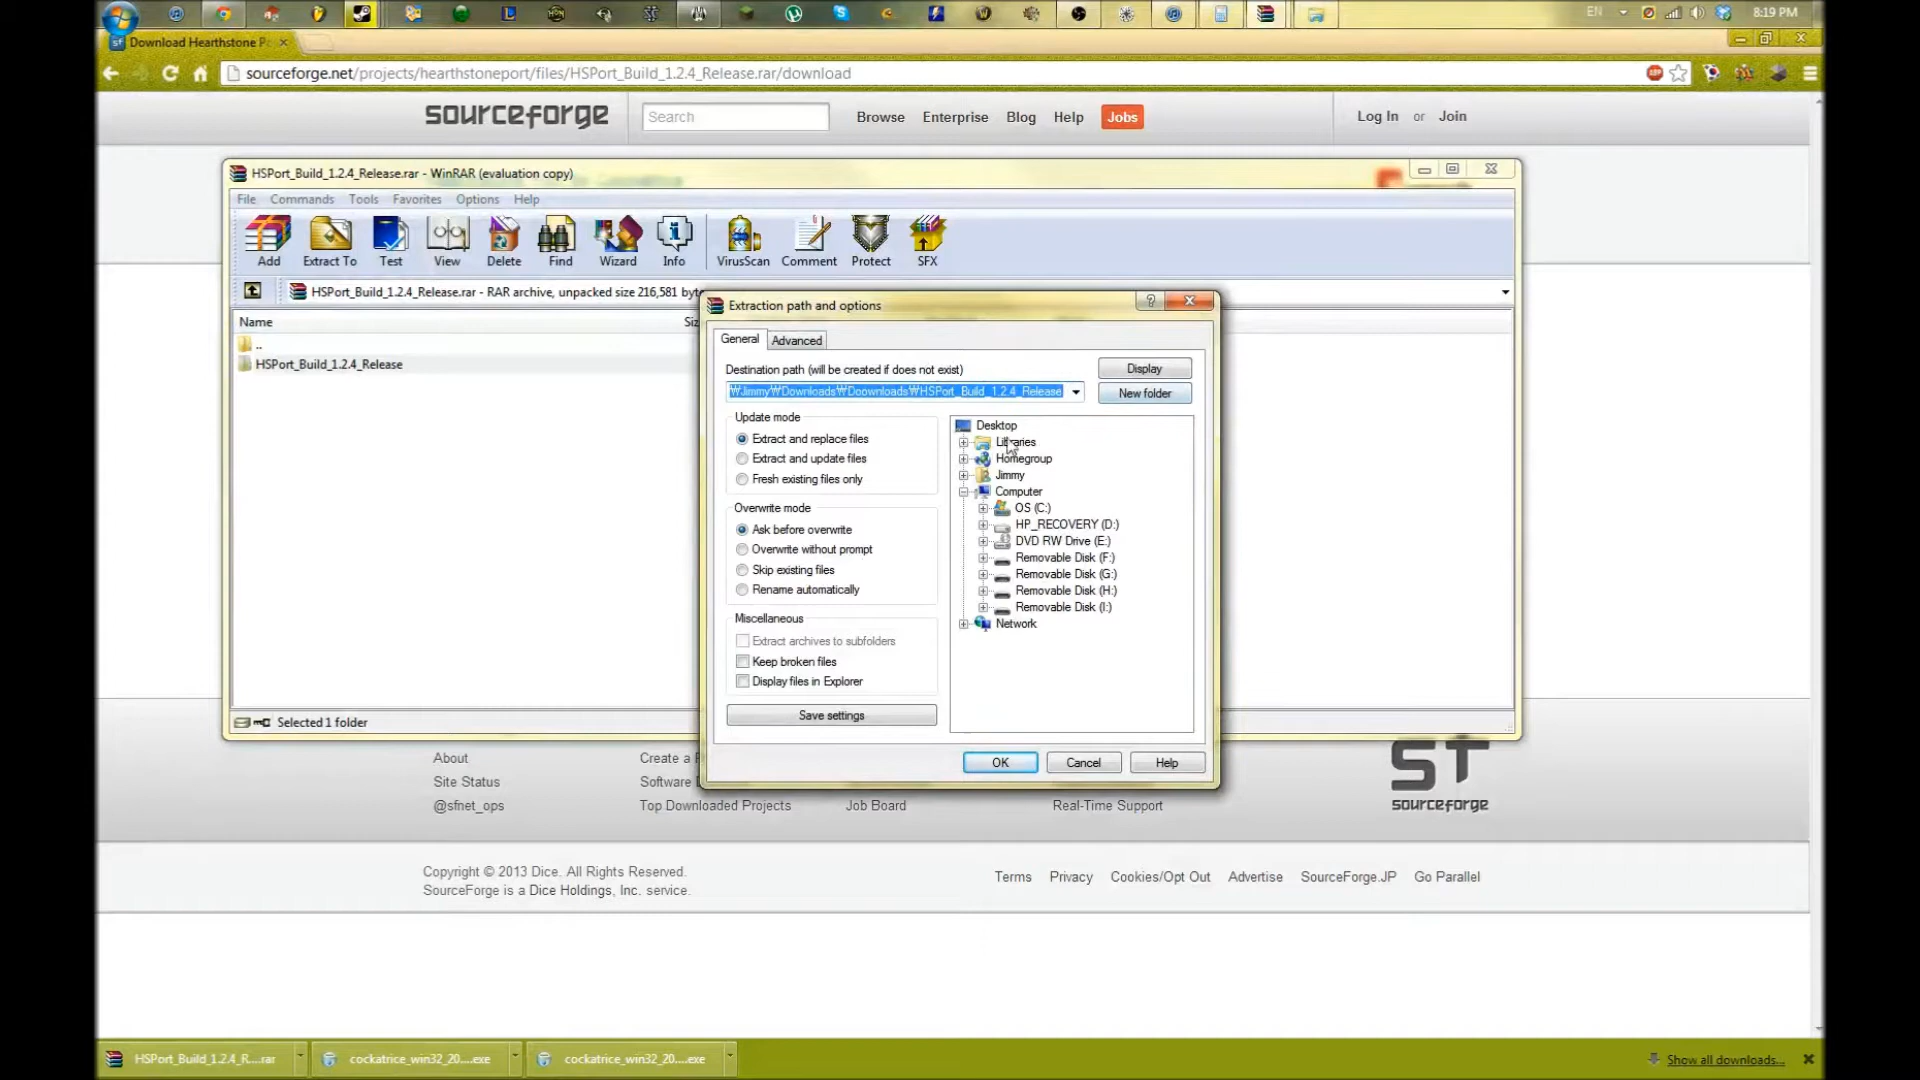 EN
8:19 PM
Download Hearthstone P
sourceforge.net/projects/hearthstoneport/files/HSPort_Build_1.2.4_Release.rar/download
ABP
sourceforge
Search
Browse
Enterprise
Blog
Help
Jobs
Log In or Join
HSPort_Build_1.2.4_Release.rar - WinRAR (evaluation copy)
File Commands Tools Favorites Options Help
Add
Extract To
Test
View
Delete
Find
Wizard
Info
VirusScan
Comment
Protect
SFX
HSPort_Build_1.2.4_Release.rar - RAR archive, unpacked size 216,581 byte
Name
Siz
..
HSPort_Build_1.2.4_Release
Selected 1 folder
Extraction path and options
General
Advanced
Destination path (will be created if does not exist)
₩Jimmy₩Downloads₩Doownloads₩HSPort_Build_1.2.4_Release
Display
New folder
Update mode
Extract and replace files
Extract and update files
Fresh existing files only
Overwrite mode
Ask before overwrite
Overwrite without prompt
Skip existing files
Rename automatically
Miscellaneous
Extract archives to subfolders
Keep broken files
Display files in Explorer
Save settings
Desktop
Libraries
Homegroup
Jimmy
Computer
OS (C:)
HP_RECOVERY (D:)
DVD RW Drive (E:)
Removable Disk (F:)
Removable Disk (G:)
Removable Disk (H:)
Removable Disk (I:)
Network
OK
Cancel
Help
About
Site Status
@sfnet_ops
Create a P
Software D
Top Downloaded Projects
Job Board
Real-Time Support
sourceforge
Copyright © 2013 Dice. All Rights Reserved.
SourceForge is a Dice Holdings, Inc. service.
Terms Privacy Cookies/Opt Out Advertise SourceForge.JP Go Parallel
HSPort_Build_1.2.4_R....rar
cockatrice_win32_20....exe
cockatrice_win32_20....exe
Show all downloads...